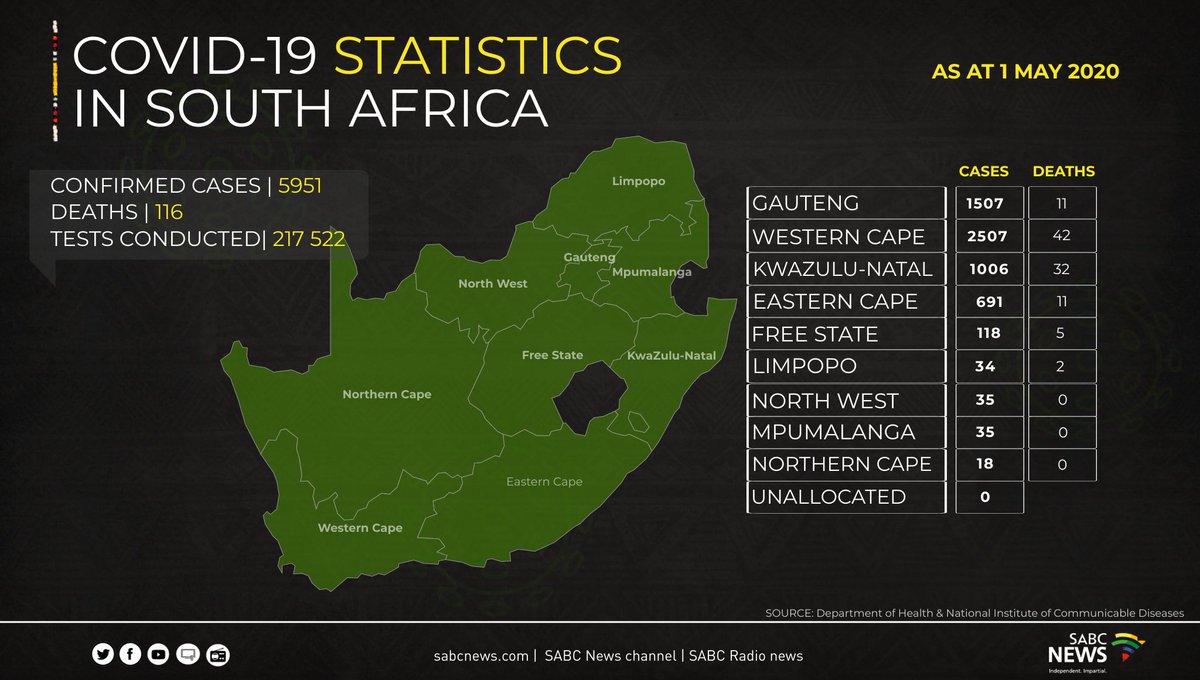 COVID-19 STATISTICS
IN SOUTH AFRICA
AS AT 1 MAY 2020
CONFIRMED CASES | 5951
DEATHS | 116
TESTS CONDUCTED| 217 522
Limpopo
Gauteng
Mpumalanga
North West
Free State
KwaZulu-Natal
Northern Cape
Eastern Cape
Western Cape
CASES DEATHS
GAUTENG 1507 11
WESTERN CAPE 2507 42
KWAZULU-NATAL 1006 32
EASTERN CAPE 691 11
FREE STATE 118 5
LIMPOPO 34 2
NORTH WEST 35 0
MPUMALANGA 35 0
NORTHERN CAPE 18 0
UNALLOCATED 0
SOURCE: Department of Health & National Institute of Communicable Diseases
sabcnews.com | SABC News channel | SABC Radio news
SABC
NEWS
Independent. Impartial.